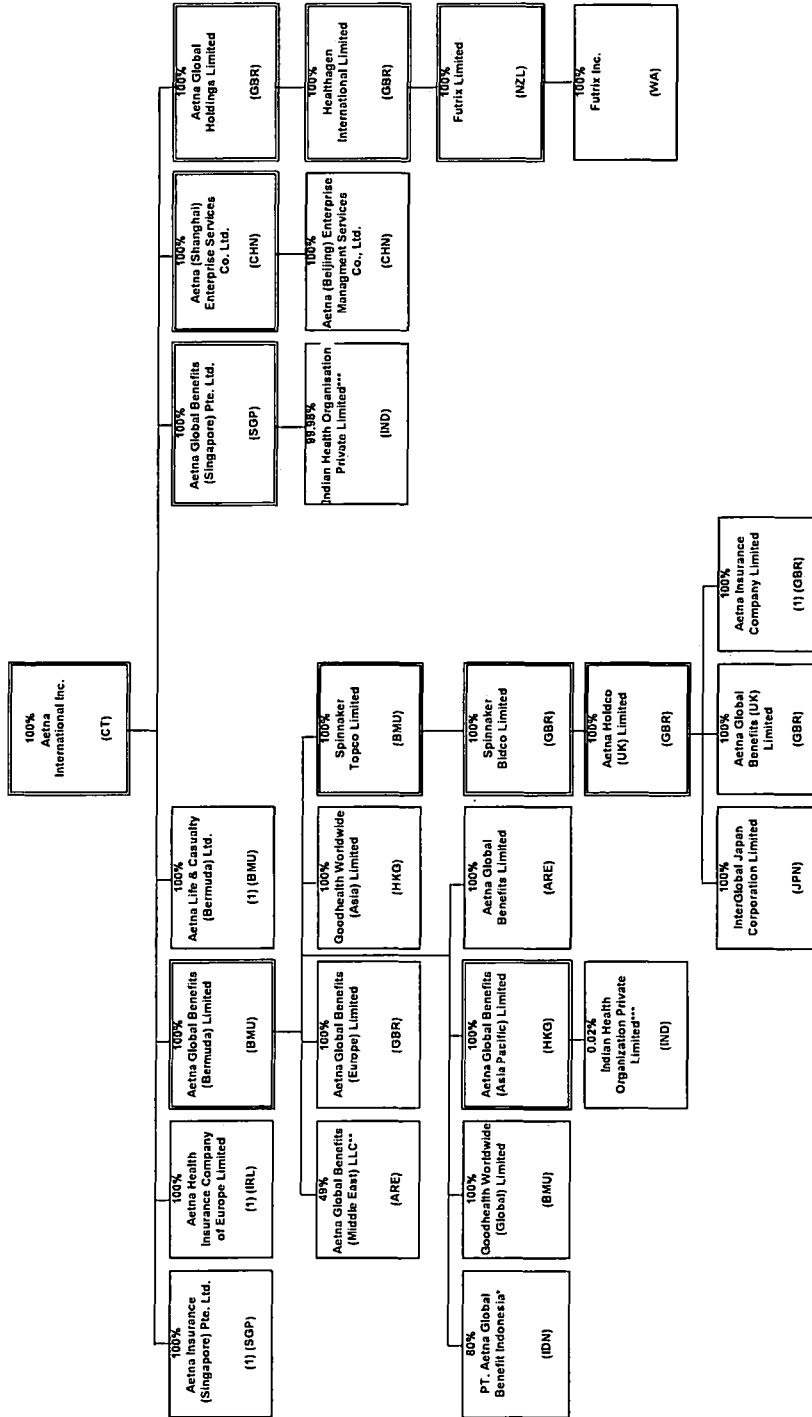 100%
Aetna
International Inc.
(CT)
100%
Aetna Insurance
(Singapore) Pte. Ltd.
(1) (SGP)
100%
Aetna Health
Insurance Company
of Europe Limited
(1) (IRL)
100%
Aetna Global Benefits
(Bermuda) Limited
(BMU)
100%
Aetna Life & Casualty
(Bermuda) Ltd.
(1) (BMU)
100%
Aetna Global Benefits
(Singapore) Pte. Ltd.
(SGP)
100%
Aetna (Shanghai)
Enterprise Services
Co. Ltd.
(CHN)
100%
Aetna Global
Holdings Limited
(GBR)
49%
Aetna Global Benefits
(Middle East) LLC**
(ARE)
100%
Aetna Global Benefits
(Europe) Limited
(GBR)
100%
Goodhealth Worldwide
(Asia) Limited
(HKG)
100%
Spinnaker
Topco Limited
(BMU)
99.98%
Indian Health Organisation
Private Limited***
(IND)
100%
Aetna (Beijing) Enterprise
Managment Services
Co., Ltd.
(CHN)
100%
Healthagen
International Limited
(GBR)
80%
PT. Aetna Global
Benefit Indonesia*
(IDN)
100%
Goodhealth Worldwide
(Global) Limited
(BMU)
100%
Aetna Global Benefits
(Asia Pacific) Limited
(HKG)
100%
Aetna Global
Benefits Limited
(ARE)
100%
Spinnaker
Bidco Limited
(GBR)
100%
Futrix Limited
(NZL)
0.02%
Indian Health
Organization Private
Limited***
(IND)
100%
Aetna Holdco
(UK) Limited
(GBR)
100%
Futrix Inc.
(WA)
100%
InterGlobal Japan
Corporation Limited
(JPN)
100%
Aetna Global
Benefits (UK)
Limited
(GBR)
100%
Aetna Insurance
Company Limited
(1) (GBR)